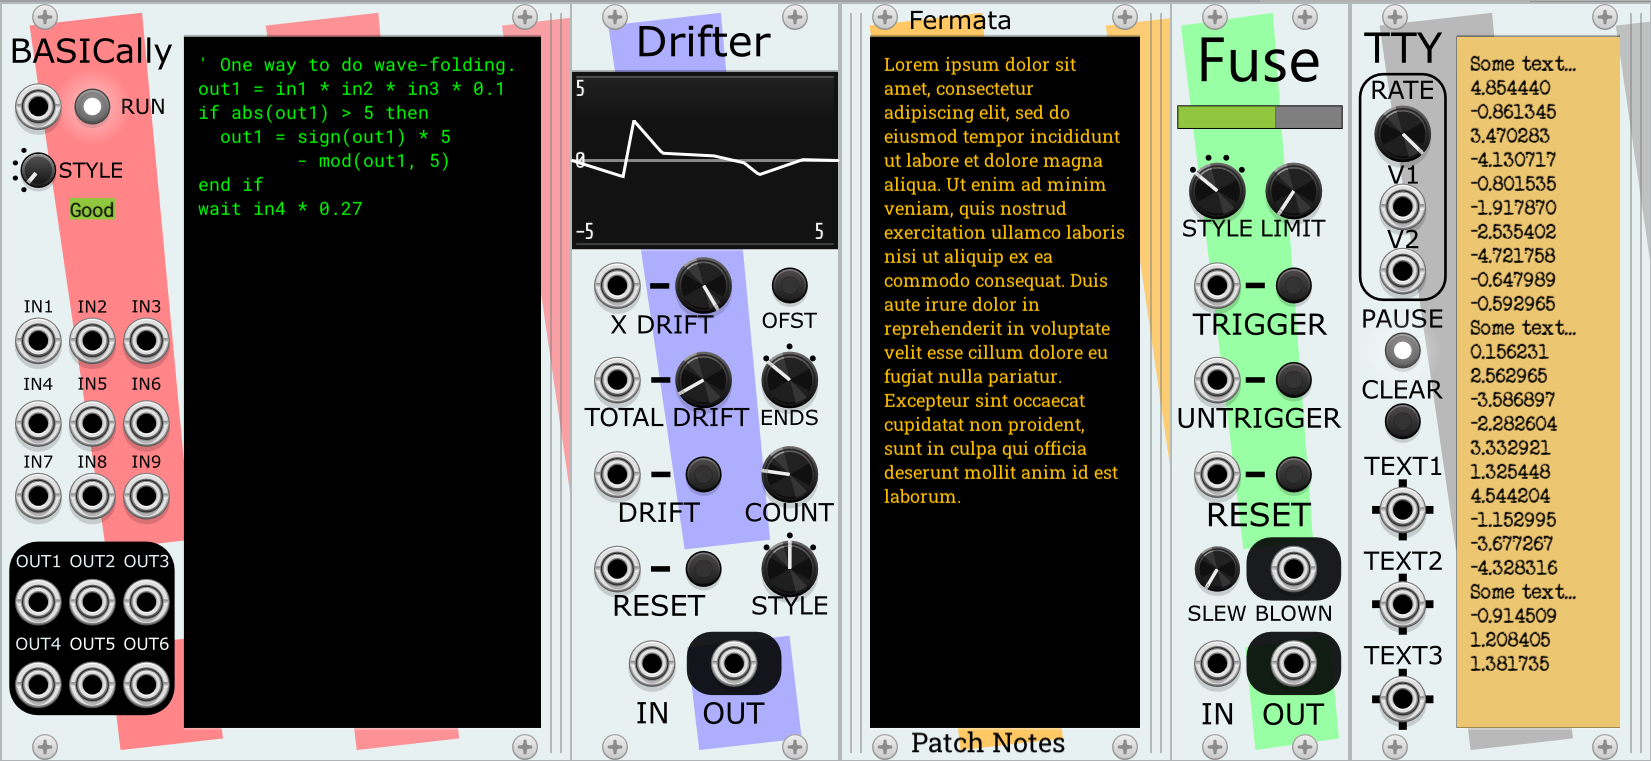 BASICally
RUN
STYLE
Good
IN1 IN2 IN3
IN4 IN5 IN6
IN7 IN8 IN9
OUT1 OUT2 OUT3
OUT4 OUT5 OUT6
' One way to do wave-folding.
out1 = in1 * in2 * in3 * 0.1
if abs(out1) > 5 then
  out1 = sign(out1) * 5
         - mod(out1, 5)
end if
wait in4 * 0.27
Drifter
5
0
-5 5
X DRIFT OFST
TOTAL DRIFT ENDS
DRIFT COUNT
RESET STYLE
IN OUT
Fermata
Lorem ipsum dolor sit
amet, consectetur
adipiscing elit, sed do
eiusmod tempor incididunt
ut labore et dolore magna
aliqua. Ut enim ad minim
veniam, quis nostrud
exercitation ullamco laboris
nisi ut aliquip ex ea
commodo consequat. Duis
aute irure dolor in
reprehenderit in voluptate
velit esse cillum dolore eu
fugiat nulla pariatur.
Excepteur sint occaecat
cupidatat non proident,
sunt in culpa qui officia
deserunt mollit anim id est
laborum.
Patch Notes
Fuse
STYLE LIMIT
TRIGGER
UNTRIGGER
RESET
SLEW BLOWN
IN OUT
TTY
RATE
V1
V2
PAUSE
CLEAR
TEXT1
TEXT2
TEXT3
Some text...
4.854440
-0.861345
3.470283
-4.130717
-0.801535
-1.917870
-2.535402
-4.721758
-0.647989
-0.592965
Some text...
0.156231
2.562965
-3.586897
-2.282604
3.332921
1.325448
4.544204
-1.152995
-3.677267
-4.328316
Some text...
-0.914509
1.208405
1.381735